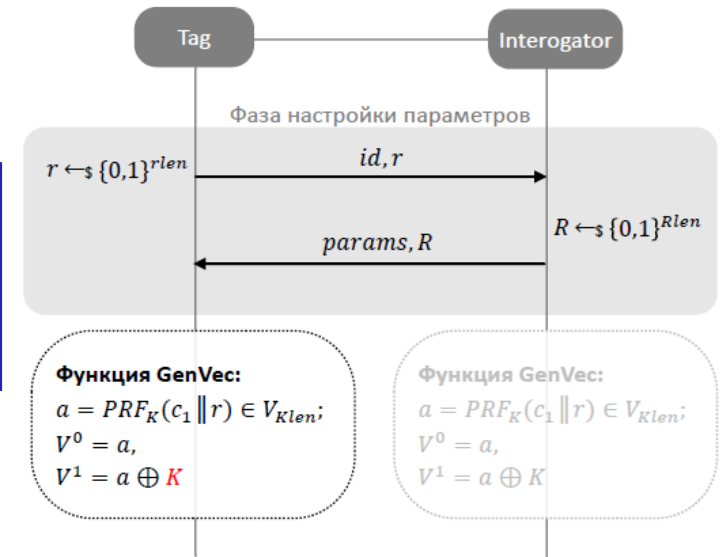 Tag
Interogator
Фаза настройки параметров
r ←$ {0,1}^rlen
id, r
R ←$ {0,1}^Rlen
params, R
Функция GenVec:
a = PRF_K(c_1‖r) ∈ V_Klen;
V^0 = a,
V^1 = a ⊕ K
Функция GenVec:
a = PRF_K(c_1‖r) ∈ V_Klen;
V^0 = a,
V^1 = a ⊕ K